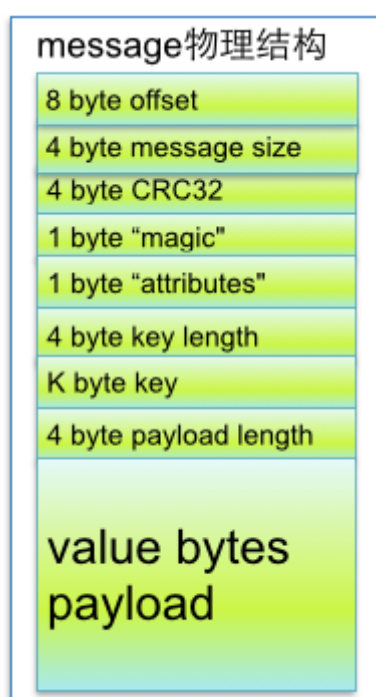 message物理结构
8 byte offset
4 byte message size
4 byte CRC32
1 byte “magic"
1 byte “attributes"
4 byte key length
K byte key
4 byte payload length
value bytes
payload